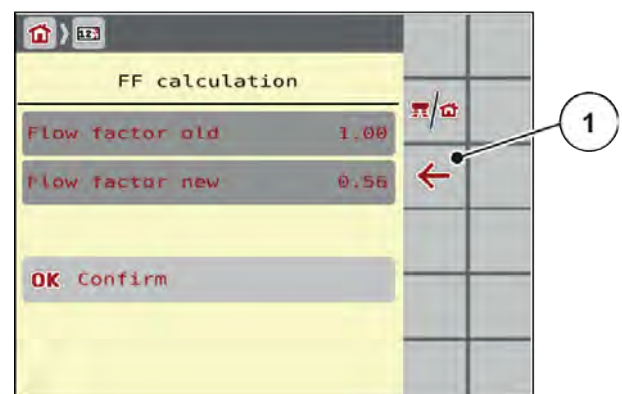 FF calculation
Flow factor old 1.00
Flow factor new 0.56
OK Confirm
1